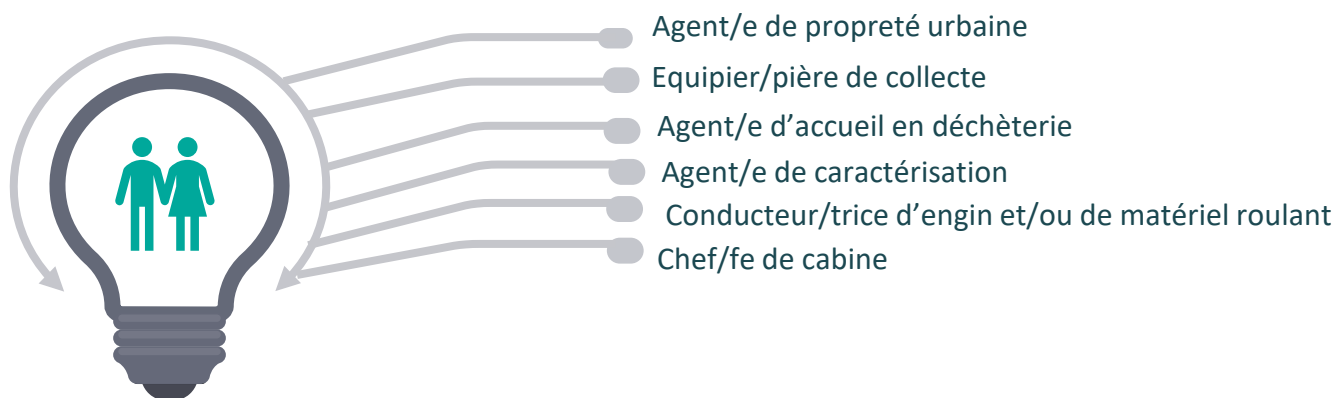 Agent/e de propreté urbaine
Equipier/pière de collecte
Agent/e d’accueil en déchèterie
Agent/e de caractérisation
Conducteur/trice d’engin et/ou de matériel roulant
Chef/fe de cabine